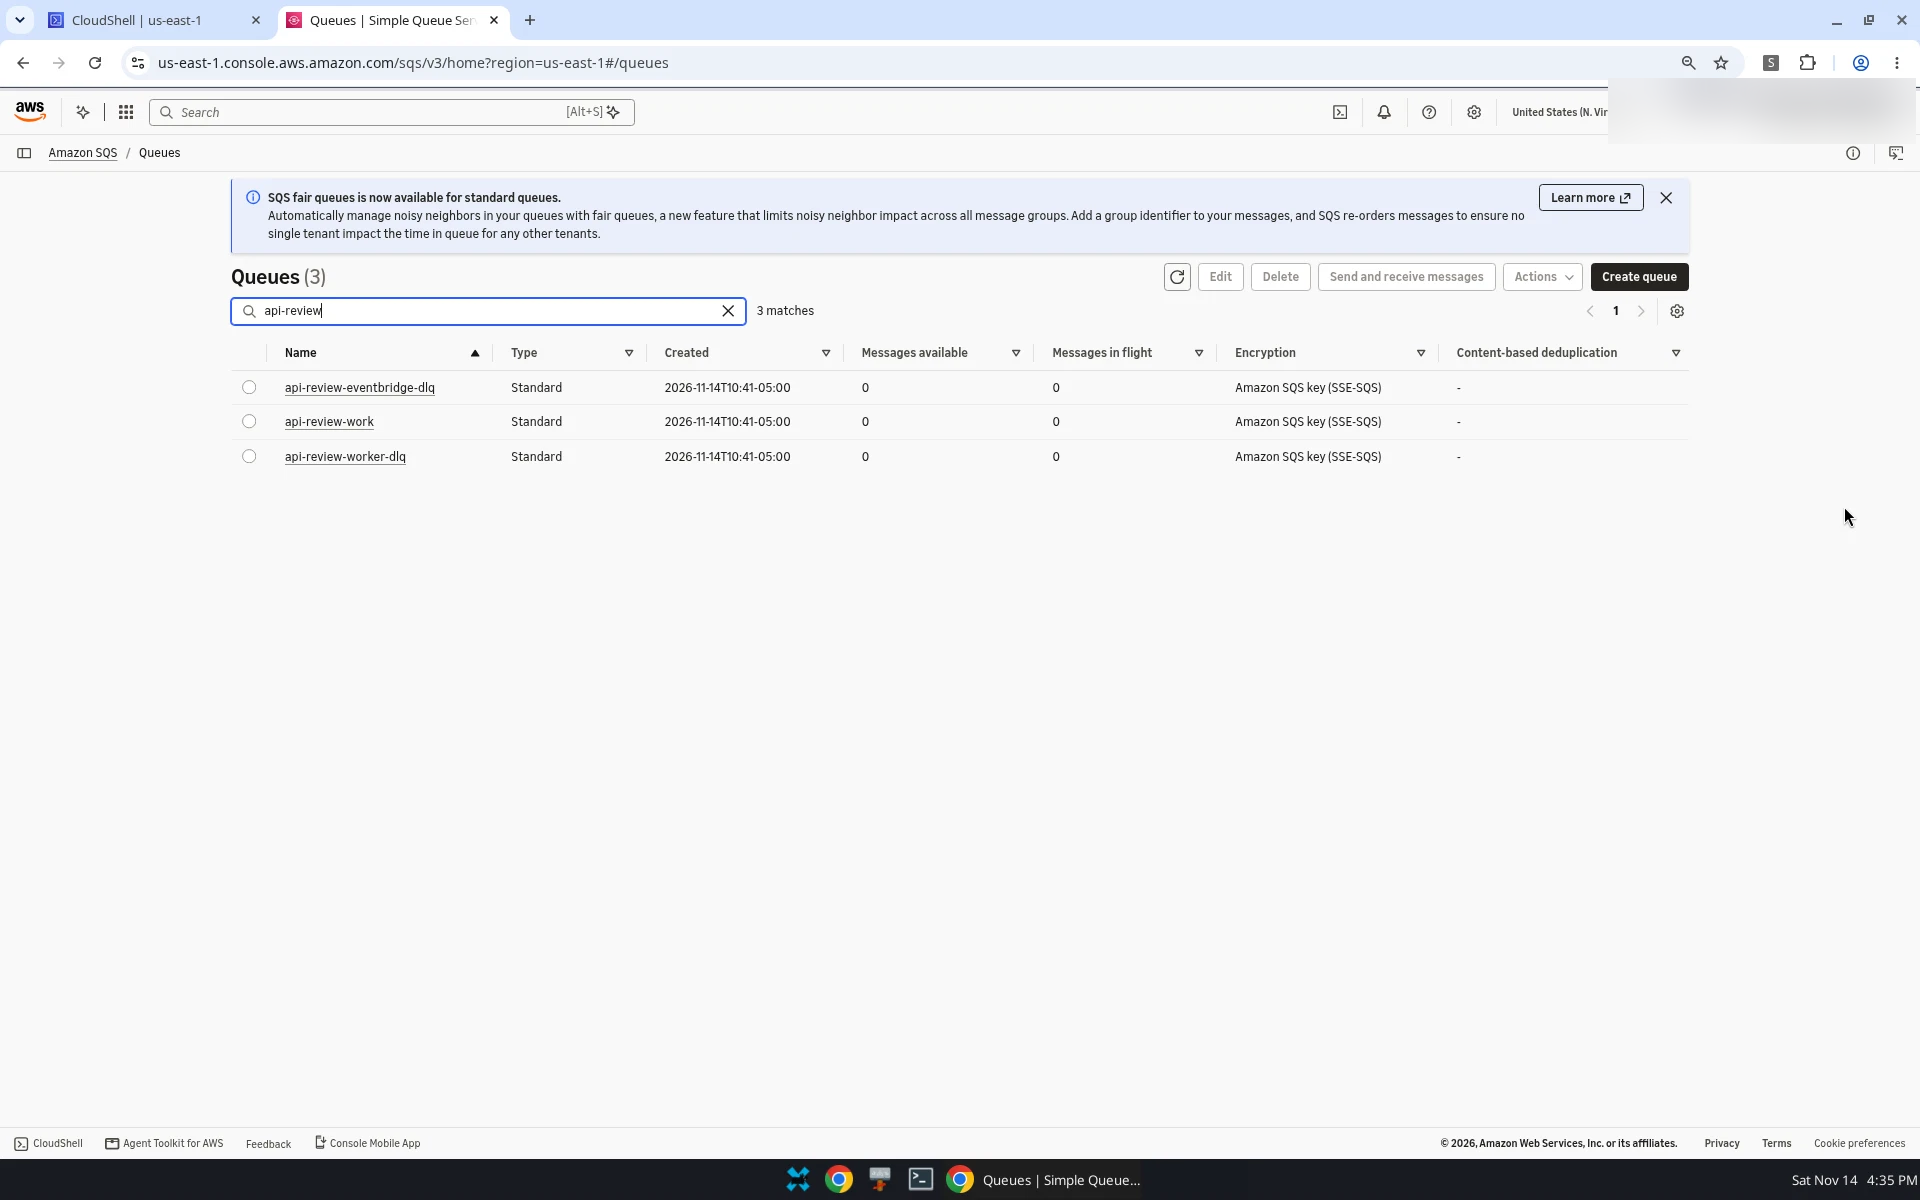 CloudShell | us-east-1
Queues | Simple Queue Ser
us-east-1.console.aws.amazon.com/sqs/v3/home?region=us-east-1#/queues
S
aws
Search
[Alt+S]
United States (N. Vir
Amazon SQS / Queues
SQS fair queues is now available for standard queues.
Automatically manage noisy neighbors in your queues with fair queues, a new feature that limits noisy neighbor impact across all message groups. Add a group identifier to your messages, and SQS re-orders messages to ensure no
single tenant impact the time in queue for any other tenants.
Learn more
Queues (3)
Edit
Delete
Send and receive messages
Actions
Create queue
api-review
3 matches
1
Name Type Created Messages available Messages in flight Encryption Content-based deduplication
api-review-eventbridge-dlq Standard 2026-11-14T10:41-05:00 0 0 Amazon SQS key (SSE-SQS) -
api-review-work Standard 2026-11-14T10:41-05:00 0 0 Amazon SQS key (SSE-SQS) -
api-review-worker-dlq Standard 2026-11-14T10:41-05:00 0 0 Amazon SQS key (SSE-SQS) -
CloudShell
Agent Toolkit for AWS
Feedback
Console Mobile App
© 2026, Amazon Web Services, Inc. or its affiliates.
Privacy
Terms
Cookie preferences
Queues | Simple Queue...
Sat Nov 14 4:35 PM